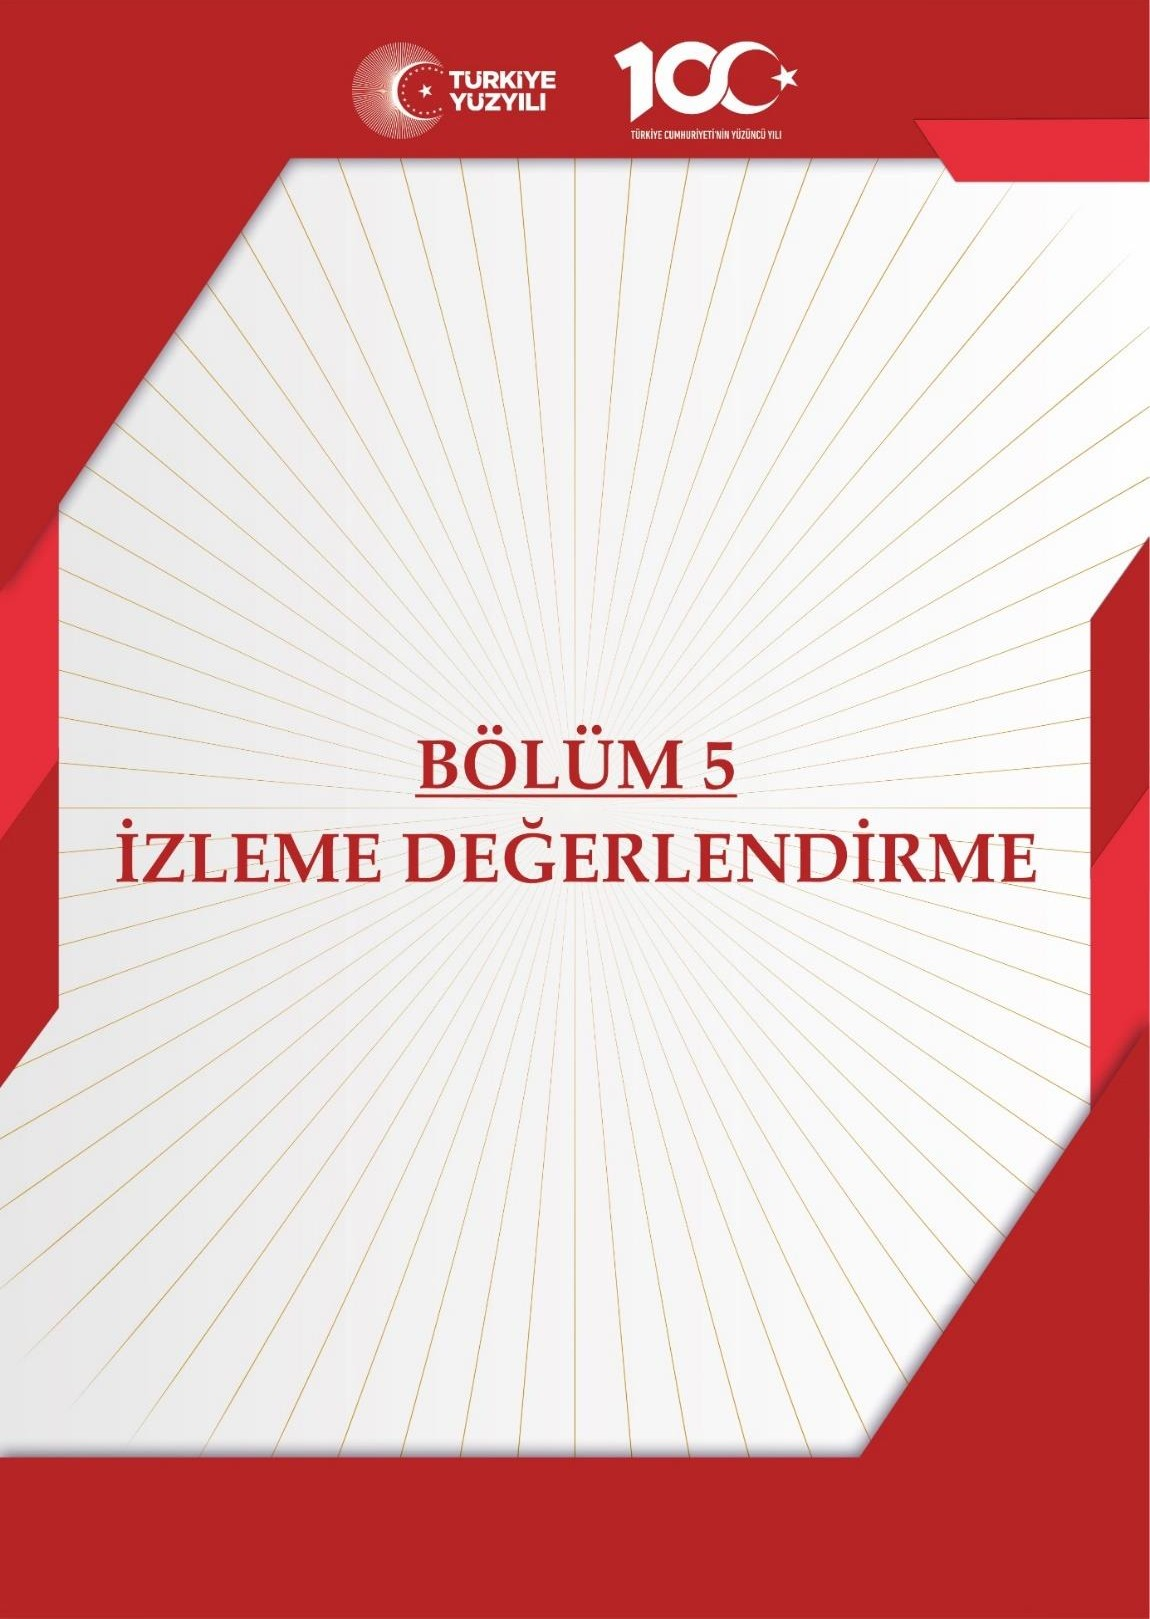 TÜRKİYE
YÜZYILI
100
TÜRKİYE CUMHURİYETİ'NİN YÜZÜNCÜ YILI
BÖLÜM 5
İZLEME DEĞERLENDİRME